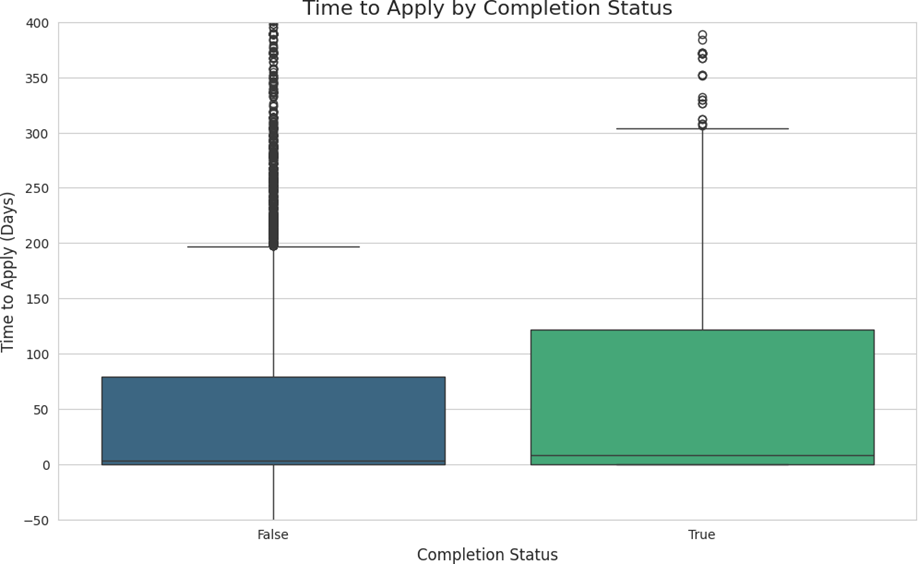 Time to Apply by Completion Status
Time to Apply (Days)
400
350
300
250
200
150
100
50
0
−50
False
True
Completion Status